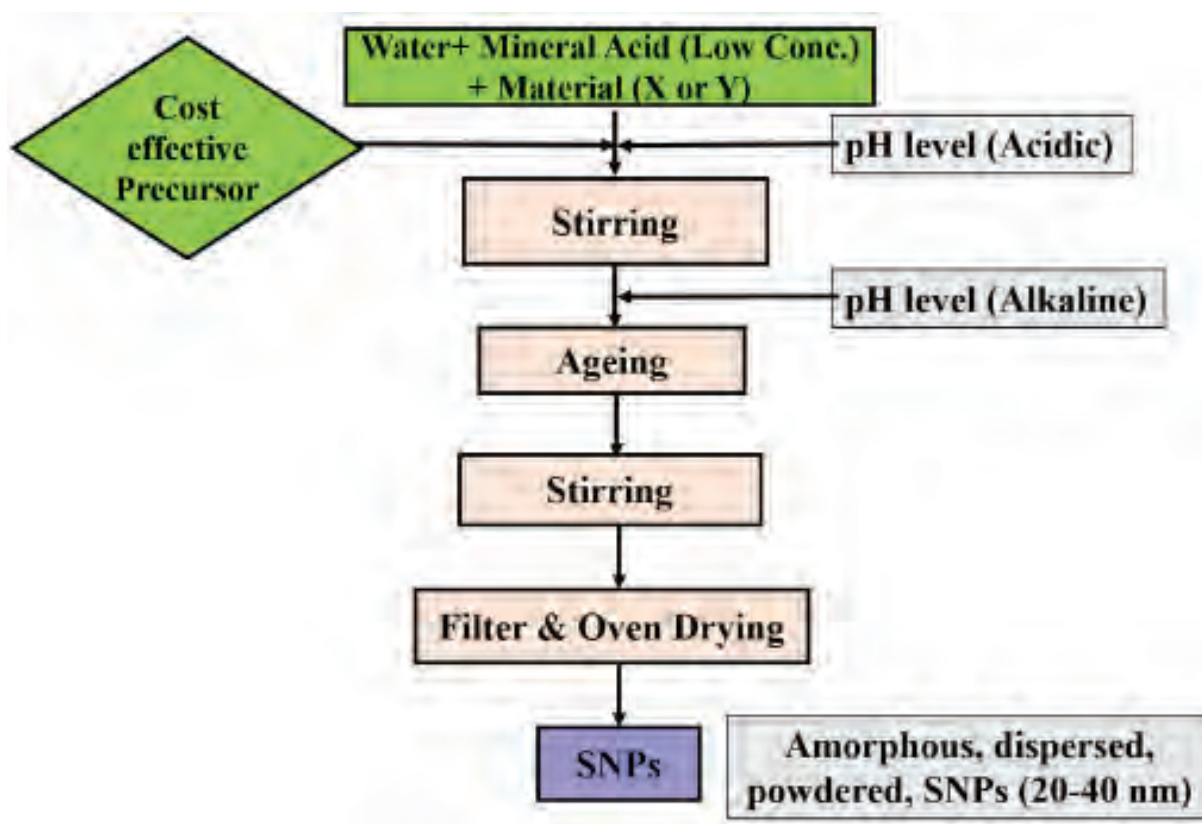 Water+ Mineral Acid (Low Conc.)
+ Material (X or Y)
Cost
effective
Precursor
pH level (Acidic)
Stirring
pH level (Alkaline)
Ageing
Stirring
Filter & Oven Drying
SNPs
Amorphous, dispersed,
powdered, SNPs (20-40 nm)